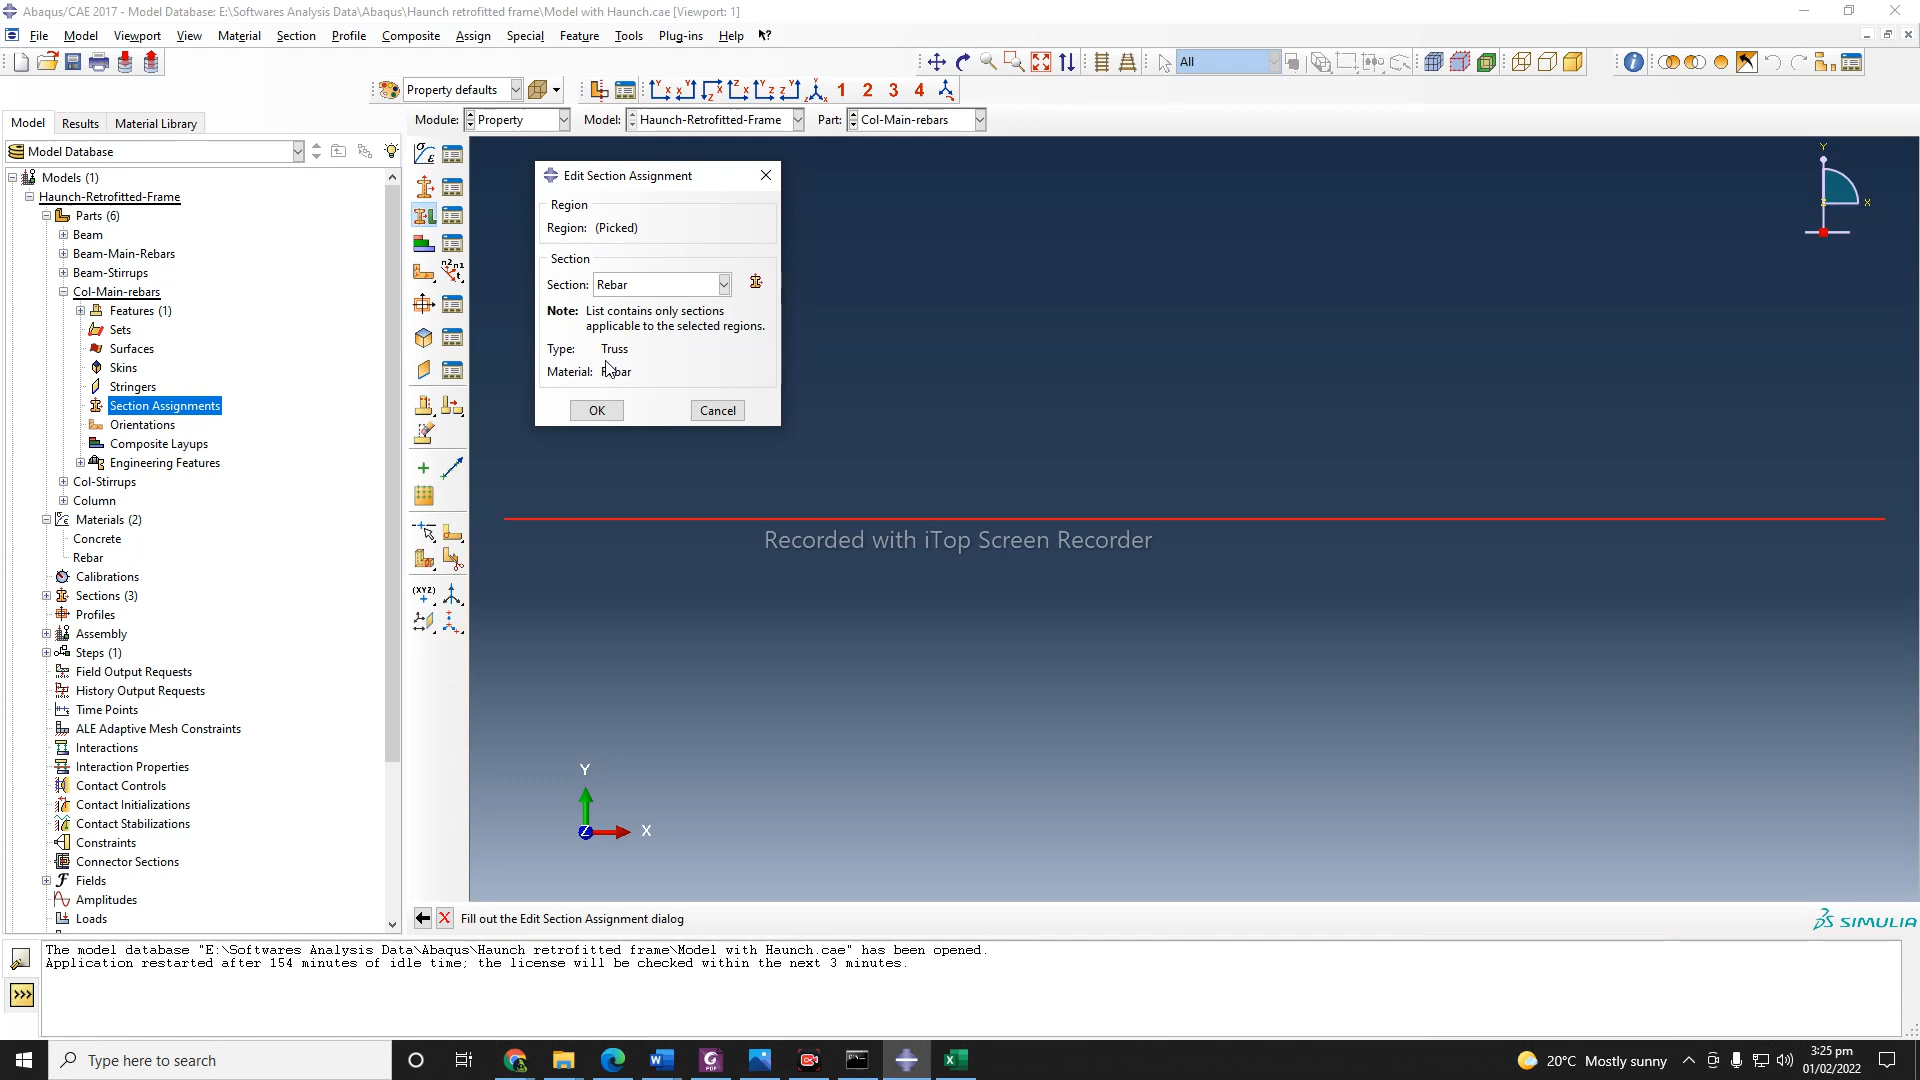 Abaqus/CAE 2017 - Model Database: E:\Softwares Analysis Data\Abaqus\Haunch retrofitted frame\Model with Haunch.cae [Viewport: 1]
File Model Viewport View Material Section Profile Composite Assign Special Feature Tools Plug-ins Help
All
Property defaults
1 2 3 4
Model Results Material Library
Module: Property Model: Haunch-Retrofitted-Frame Part: Col-Main-rebars
Model Database
Models (1)
Haunch-Retrofitted-Frame
Parts (6)
Beam
Beam-Main-Rebars
Beam-Stirrups
Col-Main-rebars
Features (1)
Sets
Surfaces
Skins
Stringers
Section Assignments
Orientations
Composite Layups
Engineering Features
Col-Stirrups
Column
Materials (2)
Concrete
Rebar
Calibrations
Sections (3)
Profiles
Assembly
Steps (1)
Field Output Requests
History Output Requests
Time Points
ALE Adaptive Mesh Constraints
Interactions
Interaction Properties
Contact Controls
Contact Initializations
Contact Stabilizations
Constraints
Connector Sections
Fields
Amplitudes
Loads
Edit Section Assignment
Region
Region: (Picked)
Section
Section: Rebar
Note: List contains only sections
applicable to the selected regions.
Type: Truss
Material: Rebar
OK Cancel
Y
X
Z
Recorded with iTop Screen Recorder
Y
Z X
Fill out the Edit Section Assignment dialog
SIMULIA
The model database "E:\Softwares Analysis Data\Abaqus\Haunch retrofitted frame\Model with Haunch.cae" has been opened.
Application restarted after 154 minutes of idle time; the license will be checked within the next 3 minutes.
Type here to search
20°C Mostly sunny
3:25 pm
01/02/2022